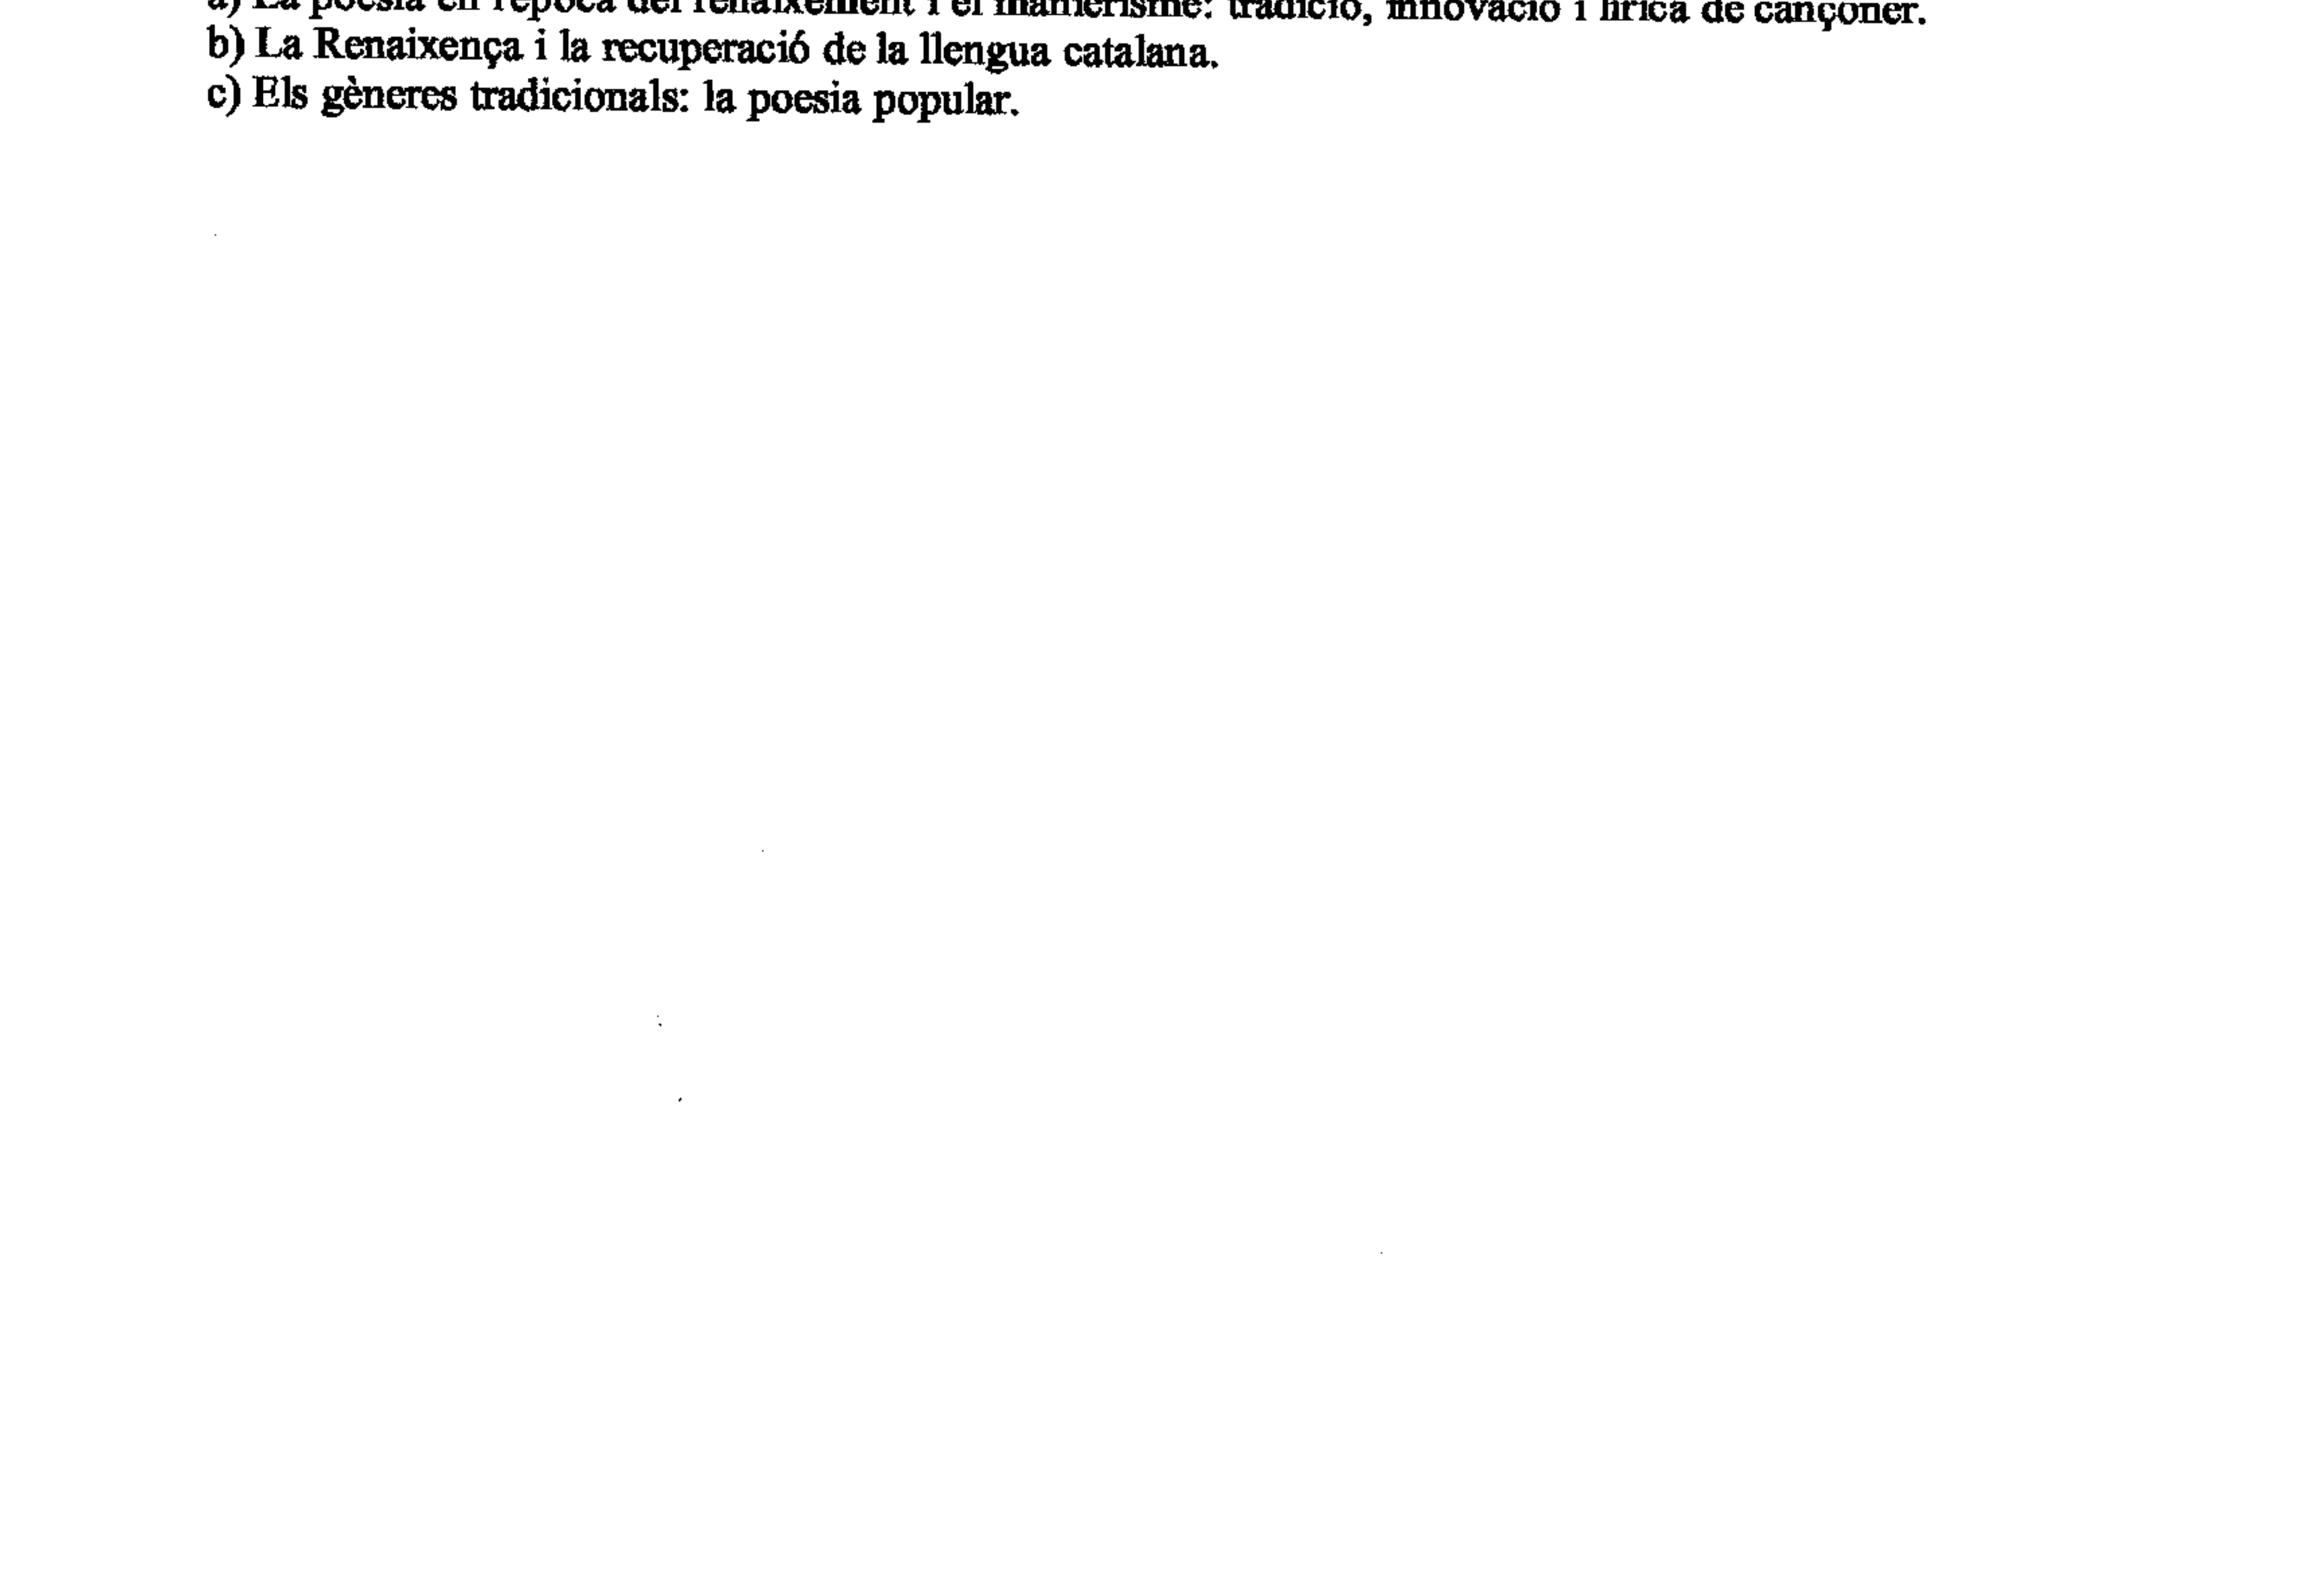 a) La poesia en l'època del renaixement i el manierisme: tradició, innovació i lírica de cançoner.
b) La Renaixença i la recuperació de la llengua catalana.
c) Els gèneres tradicionals: la poesia popular.